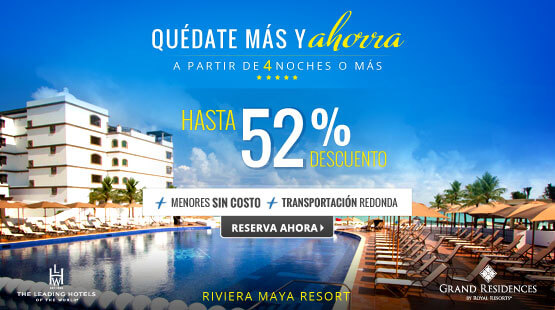 QUÉDATE MÁS Y ahorra
A PARTIR DE 4 NOCHES O MÁS
HASTA 52% DESCUENTO
+ MENORES SIN COSTO + TRANSPORTACIÓN REDONDA
RESERVA AHORA
LHW
THE LEADING HOTELS
OF THE WORLD®
RIVIERA MAYA RESORT
GRAND RESIDENCES
BY ROYAL RESORTS®